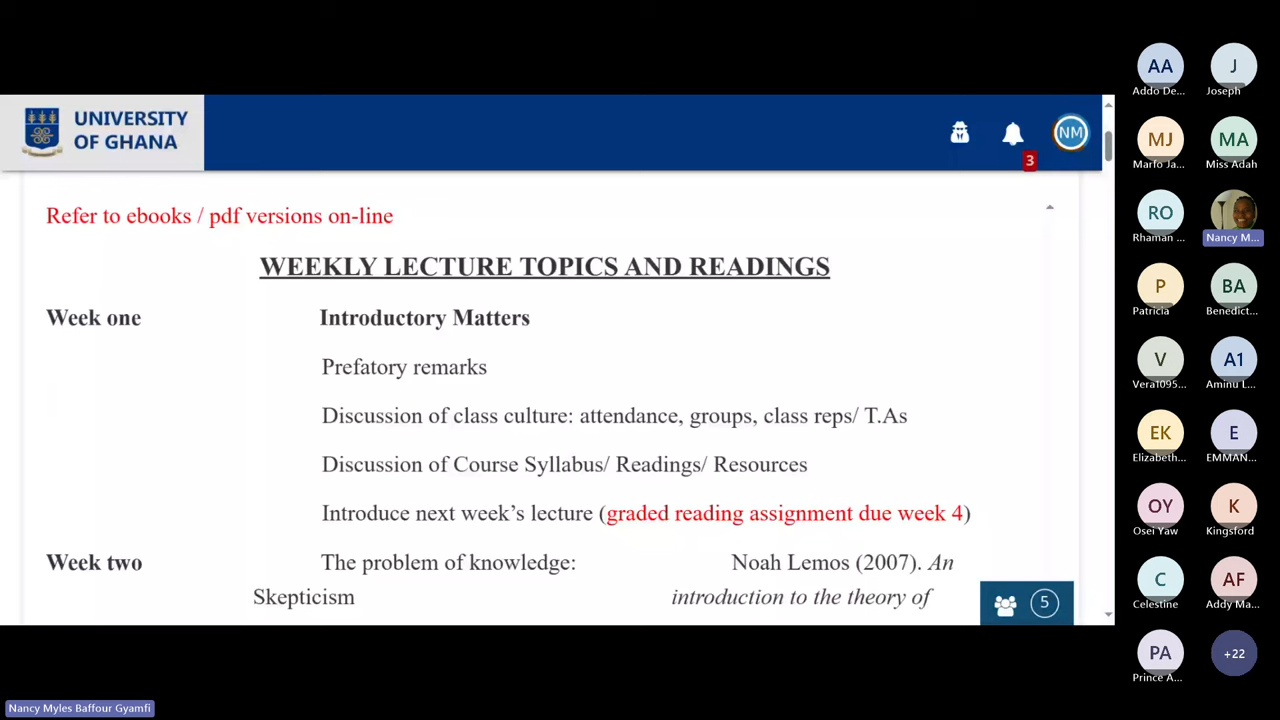 UNIVERSITY
OF GHANA
NM
3
Refer to ebooks / pdf versions on-line
WEEKLY LECTURE TOPICS AND READINGS
Week one Introductory Matters
Prefatory remarks
Discussion of class culture: attendance, groups, class reps/ T.As
Discussion of Course Syllabus/ Readings/ Resources
Introduce next week’s lecture (graded reading assignment due week 4)
Week two The problem of knowledge: Noah Lemos (2007). An
Skepticism introduction to the theory of
5
AA J
Addo De... Joseph
MJ MA
Marfo Ja... Miss Adah
RO
Rhaman ... Nancy M...
P BA
Patricia Benedict...
V A1
Vera1095... Aminu L...
EK E
Elizabeth... EMMAN...
OY K
Osei Yaw Kingsford
C AF
Celestine Addy Ma...
PA +22
Prince A...
Nancy Myles Baffour Gyamfi